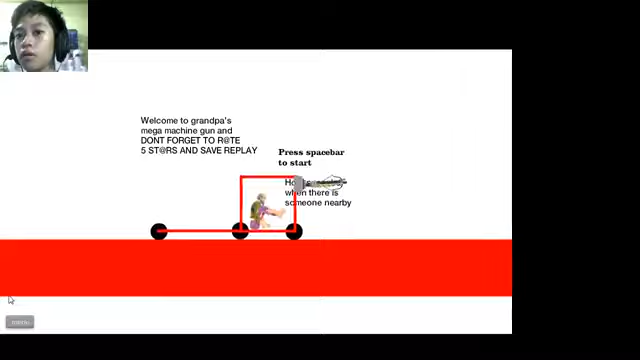 Welcome to grandpa's
mega machine gun and
DONT FORGET TO R@TE
5 ST@RS AND SAVE REPLAY
Press spacebar
to start
when there is
someone nearby